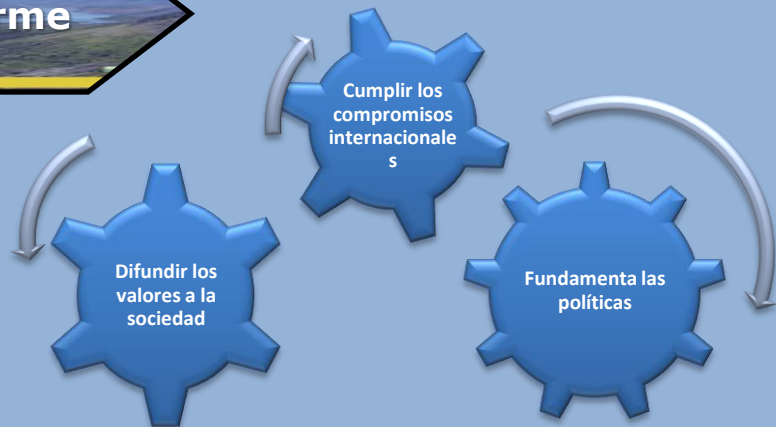 rme
Cumplir los
compromisos
internacionale
s
Difundir los
valores a la
sociedad
Fundamenta las
políticas